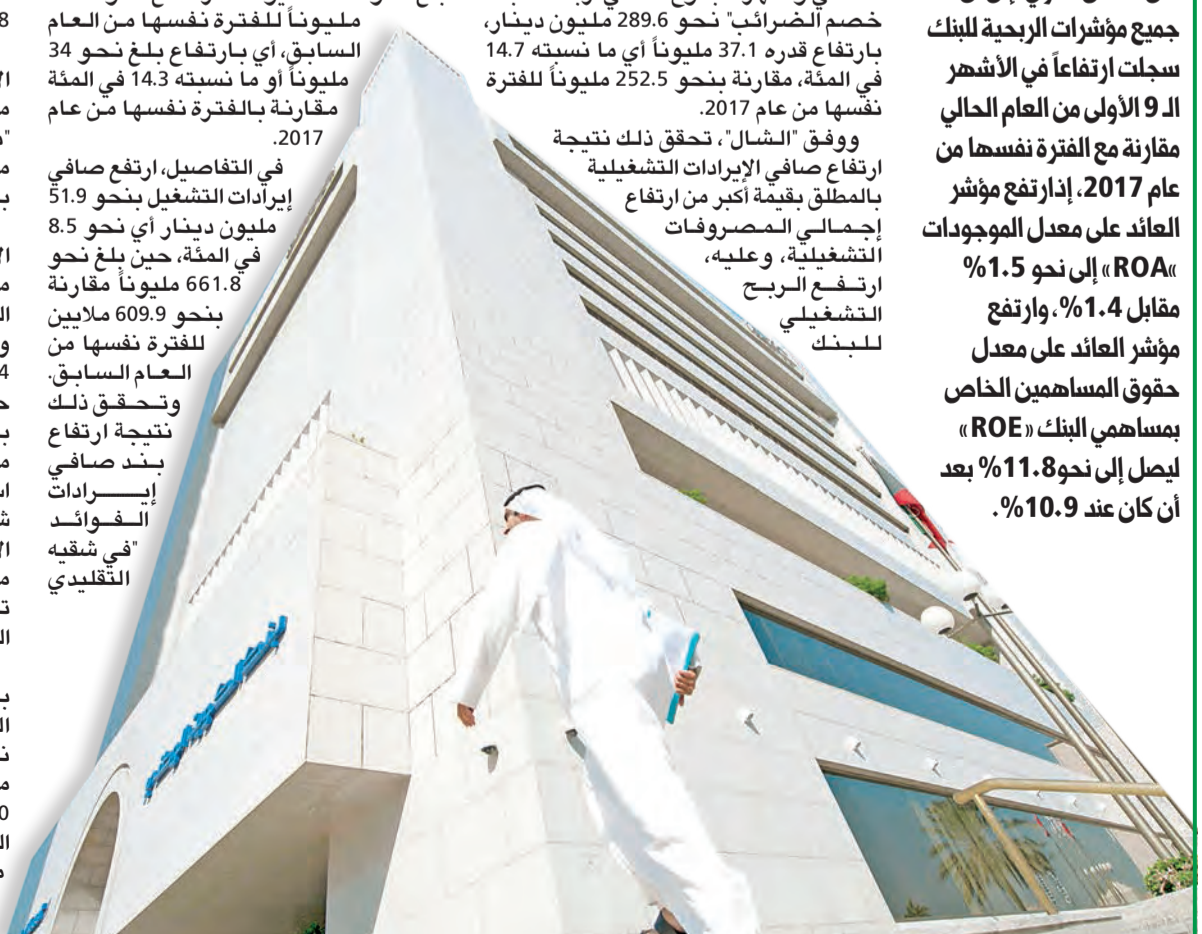 جميع مؤشرات الربحية للبنك
سجلت ارتفاعاً في الأشهر
الـ 9 الأولى من العام الحالي
مقارنة مع الفترة نفسها من
عام 2017، إذ ارتفع مؤشر
العائد على معدل الموجودات
«ROA» إلى نحو 1.5%
مقابل 1.4%، وارتفع
مؤشر العائد على معدل
حقوق المساهمين الخاص
بمساهمي البنك «ROE»
ليصل إلى نحو 11.8% بعد
أن كان عند 10.9%.
خصم الضرائب" نحو 289.6 مليون دينار،
بارتفاع قدره 37.1 مليوناً أي ما نسبته 14.7
في المئة، مقارنة بنحو 252.5 مليوناً للفترة
نفسها من عام 2017.
ووفق "الشال"، تحقق ذلك نتيجة
ارتفاع صافي الإيرادات التشغيلية
بالمطلق بقيمة أكبر من ارتفاع
إجمالي المصروفات
التشغيلية، وعليه،
ارتفع الربح
التشغيلي
للبنك
مليوناً للفترة نفسها من العام
السابق، أي بارتفاع بلغ نحو 34
مليوناً أو ما نسبته 14.3 في المئة
مقارنة بالفترة نفسها من عام
2017.
في التفاصيل، ارتفع صافي
إيرادات التشغيل بنحو 51.9
مليون دينار أي نحو 8.5
في المئة، حين بلغ نحو
661.8 مليوناً مقارنة
بنحو 609.9 ملايين
للفترة نفسها من
العام السابق.
وتحقق ذلك
نتيجة ارتفاع
بند صافي
إيرادات
الفوائد
"في شقيه
التقليدي